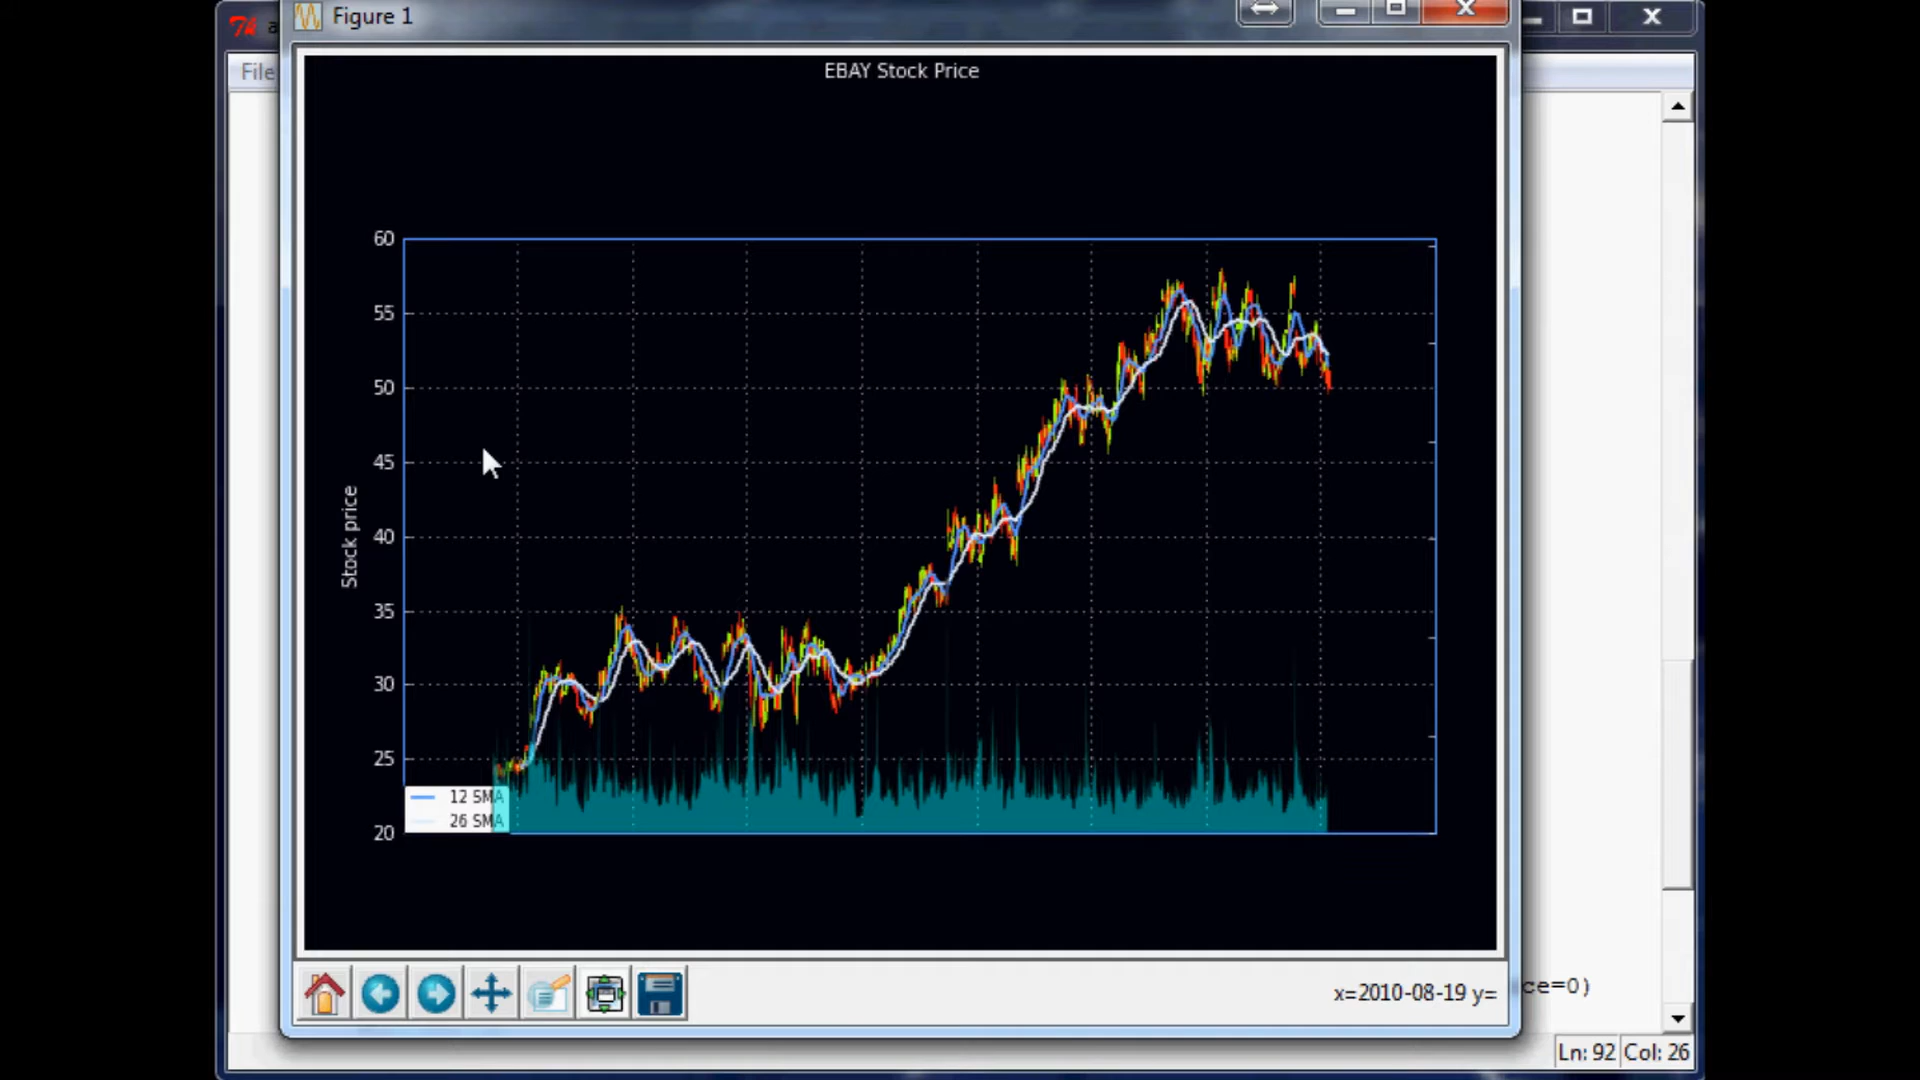 Figure 1
File
EBAY Stock Price
60
55
50
45
40
35
30
25
20
Stock price
12 SMA
26 SMA
x=2010-08-19 y=
ce=0)
Ln: 92 Col: 26